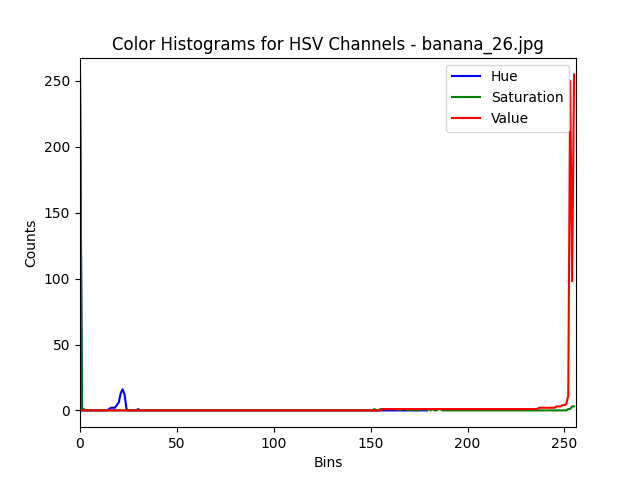 Color Histograms for HSV Channels - banana_26.jpg
Hue
Saturation
Value
Counts
250
200
150
100
50
0
0 50 100 150 200 250
Bins